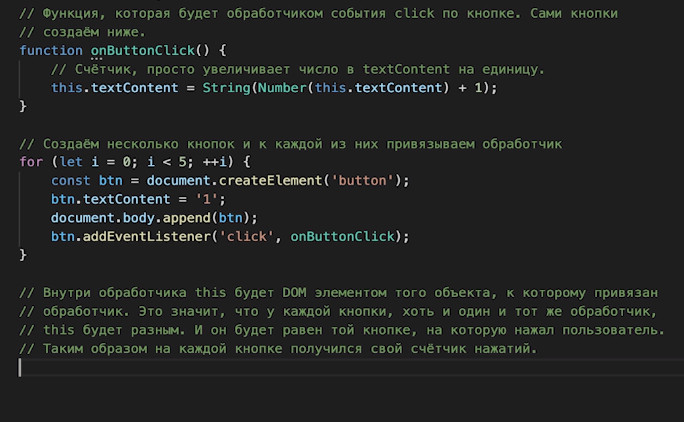 // Функция, которая будет обработчиком события click по кнопке. Сами кнопки
// создаём ниже.
function onButtonClick() {
// Счётчик, просто увеличивает число в textContent на единицу.
this.textContent = String(Number(this.textContent) + 1);
}
// Создаём несколько кнопок и к каждой из них привязываем обработчик
for (let i = 0; i < 5; ++i) {
const btn = document.createElement('button');
btn.textContent = '1';
document.body.append(btn);
btn.addEventListener('click', onButtonClick);
}
// Внутри обработчика this будет DOM элементом того объекта, к которому привязан
// обработчик. Это значит, что у каждой кнопки, хоть и один и тот же обработчик,
// this будет разным. И он будет равен той кнопке, на которую нажал пользователь.
// Таким образом на каждой кнопке получился свой счётчик нажатий.